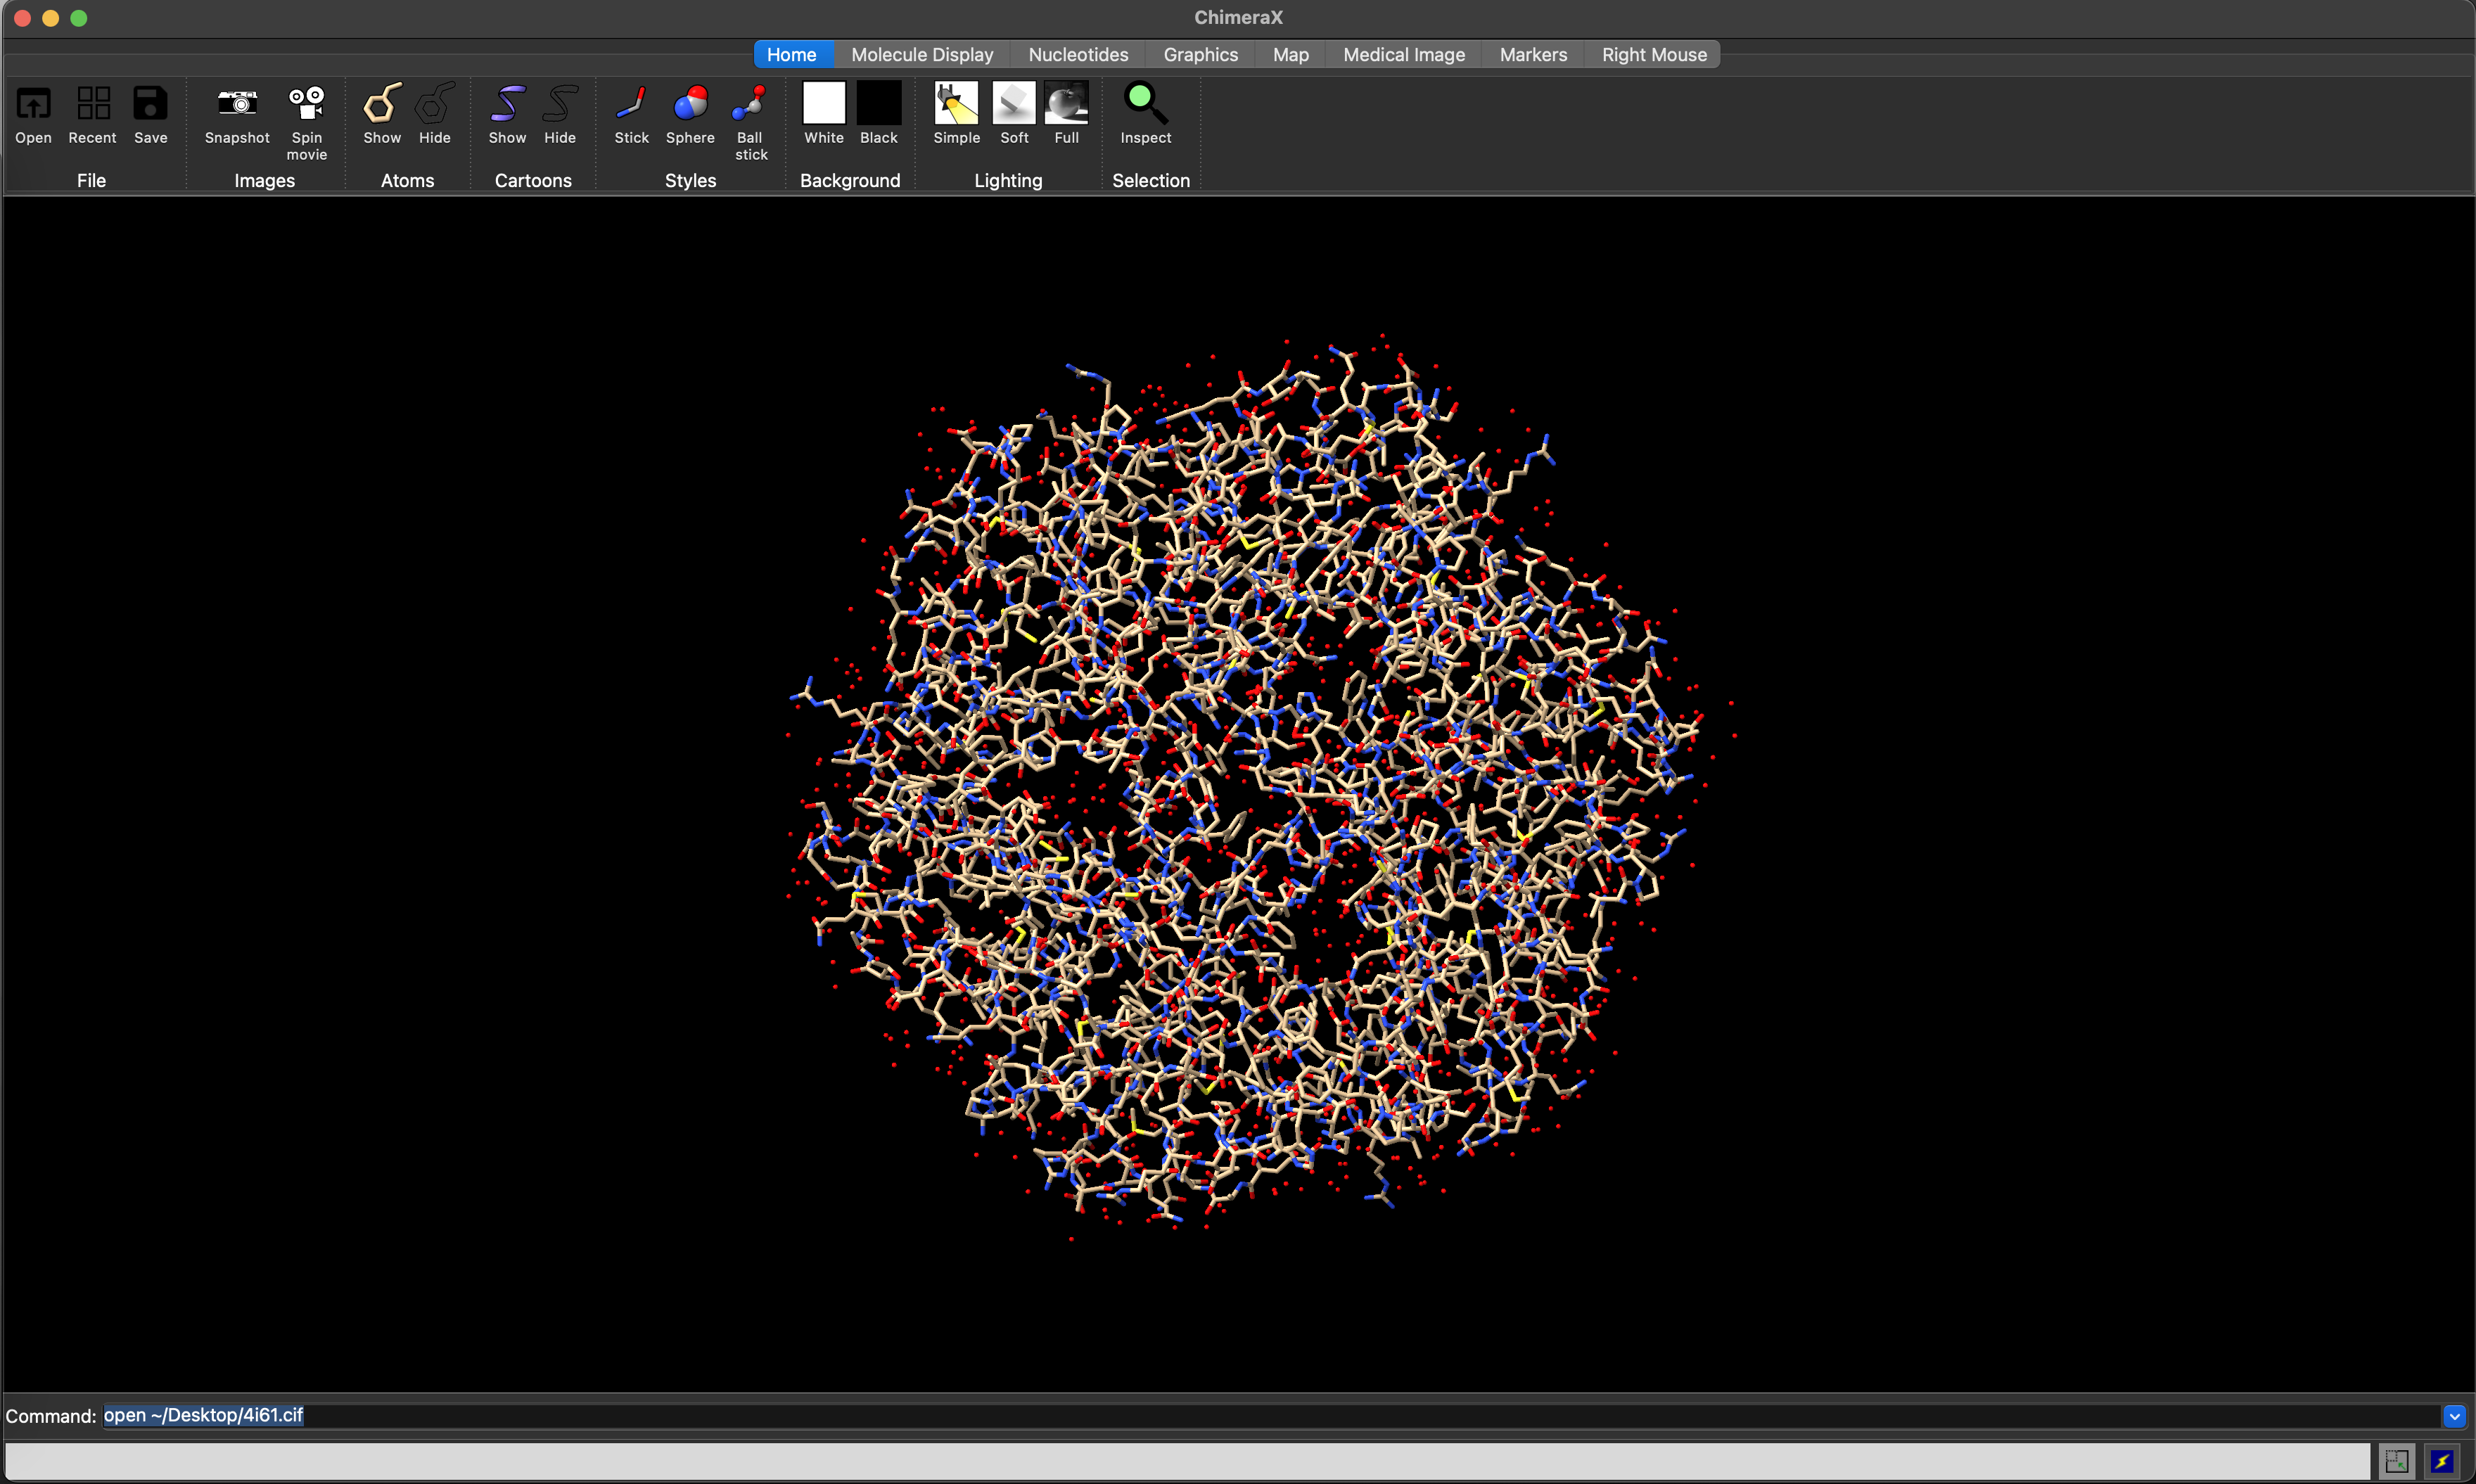 ChimeraX
Home Molecule Display Nucleotides Graphics Map Medical Image Markers Right Mouse
Open Recent Save Snapshot Spin movie Show Hide Show Hide Stick Sphere Ball stick White Black Simple Soft Full Inspect
File Images Atoms Cartoons Styles Background Lighting Selection
Command: open ~/Desktop/4i61.cif